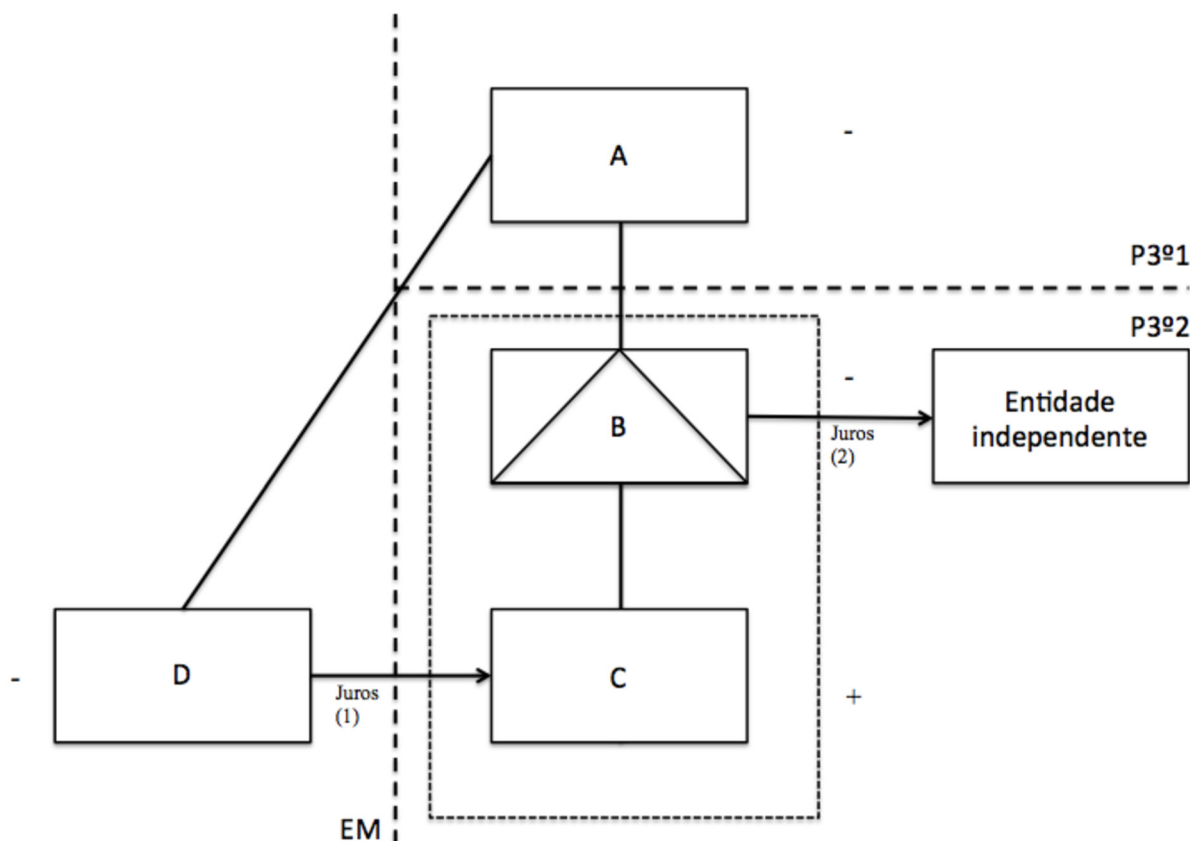 A
-
P3º1
P3º2
B
-
Juros
(2)
Entidade
independente
-
D
Juros
(1)
C
+
EM